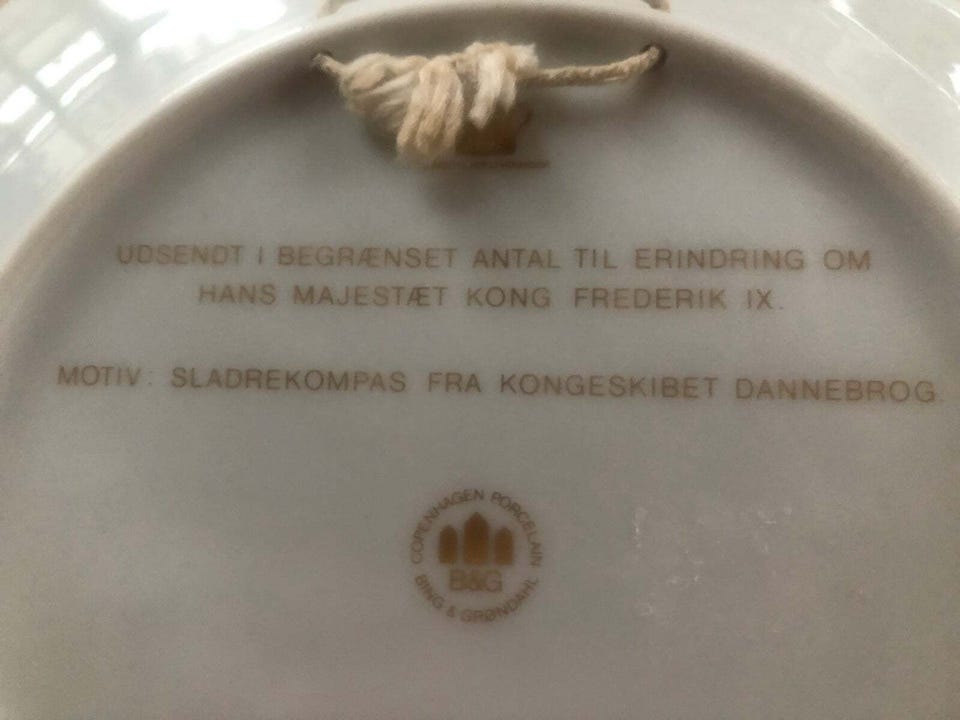 UDSENDT I BEGRÆNSET ANTAL TIL ERINDRING OM
HANS MAJESTÆT KONG FREDERIK IX.
MOTIV: SLADREKOMPAS FRA KONGESKIBET DANNEBROG.
COPENHAGEN PORCELAIN
B&G
BING & GRØNDAHL